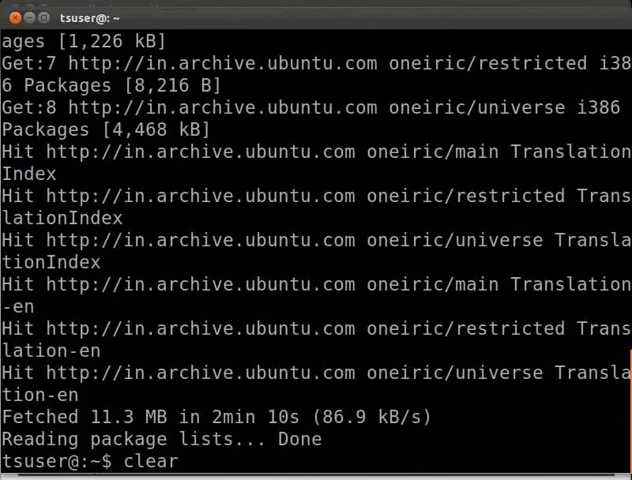 tsuser@: ~
ages [1,226 kB]
Get:7 http://in.archive.ubuntu.com oneiric/restricted i38
6 Packages [8,216 B]
Get:8 http://in.archive.ubuntu.com oneiric/universe i386
Packages [4,468 kB]
Hit http://in.archive.ubuntu.com oneiric/main Translation
Index
Hit http://in.archive.ubuntu.com oneiric/restricted Trans
lationIndex
Hit http://in.archive.ubuntu.com oneiric/universe Transla
tionIndex
Hit http://in.archive.ubuntu.com oneiric/main Translation
-en
Hit http://in.archive.ubuntu.com oneiric/restricted Trans
lation-en
Hit http://in.archive.ubuntu.com oneiric/universe Transla
tion-en
Fetched 11.3 MB in 2min 10s (86.9 kB/s)
Reading package lists... Done
tsuser@:~$ clear